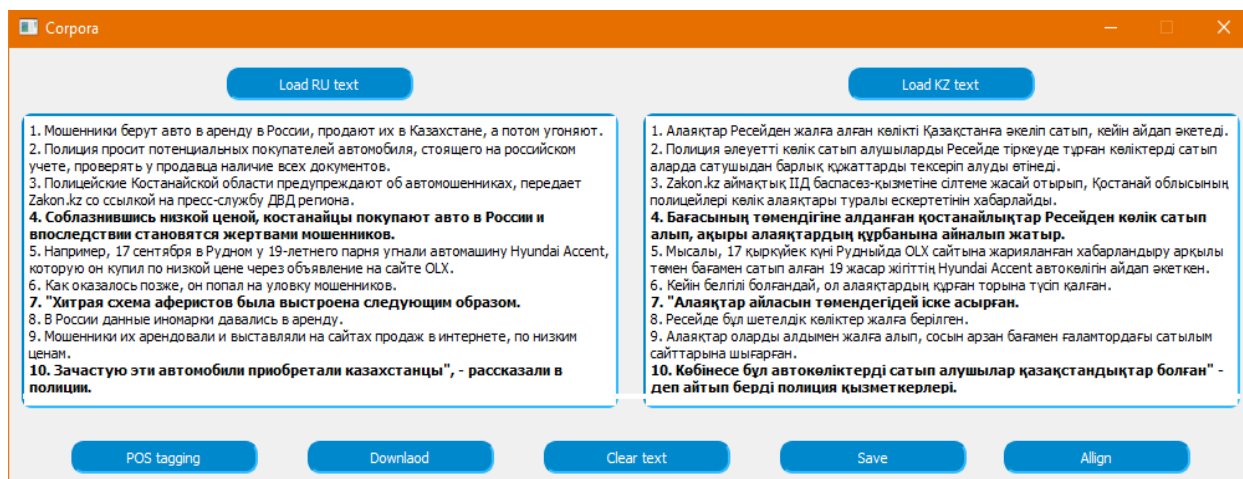 Corpora
Load RU text
Load KZ text
1. Мошенники берут авто в аренду в России, продают их в Казахстане, а потом угоняют.
2. Полиция просит потенциальных покупателей автомобиля, стоящего на российском
учете, проверять у продавца наличие всех документов.
3. Полицейские Костанайской области предупреждают об автомошенниках, передает
Zakon.kz со ссылкой на пресс-службу ДВД региона.
4. Соблазнившись низкой ценой, костанайцы покупают авто в России и
впоследствии становятся жертвами мошенников.
5. Например, 17 сентября в Рудном у 19-летнего парня угнали автомашину Hyundai Accent,
которую он купил по низкой цене через объявление на сайте OLX.
6. Как оказалось позже, он попал на уловку мошенников.
7. "Хитрая схема аферистов была выстроена следующим образом.
8. В России данные иномарки давались в аренду.
9. Мошенники их арендовали и выставляли на сайтах продаж в интернете, по низким
ценам.
10. Зачастую эти автомобили приобретали казахстанцы", - рассказали в
полиции.
1. Алаяқтар Ресейден жалға алған көлікті Қазақстанға әкеліп сатып, кейін айдап әкетеді.
2. Полиция әлеуетті көлік сатып алушыларды Ресейде тіркеуде тұрған көліктерді сатып
аларда сатушыдан барлық құжаттарды тексеріп алуды өтінеді.
3. Zakon.kz аймақтық ІІД баспасөз-қызметіне сілтеме жасай отырып, Қостанай облысының
полицейлері көлік алаяқтары туралы ескертетінін хабарлайды.
4. Бағасының төмендігіне алданған қостанайлықтар Ресейден көлік сатып
алып, ақыры алаяқтардың құрбанына айналып жатыр.
5. Мысалы, 17 қыркүйек күні Рудныйда OLX сайтына жарияланған хабарландыру арқылы
төмен бағамен сатып алған 19 жасар жігіттің Hyundai Accent автокөлігін айдап әкеткен.
6. Кейін белгілі болғандай, ол алаяқтардың құрған торына түсіп қалған.
7. "Алаяқтар айласын төмендегідей іске асырған.
8. Ресейде бұл шетелдік көліктер жалға берілген.
9. Алаяқтар оларды алдымен жалға алып, сосын арзан бағамен ғаламтордағы сатылым
сайттарына шығарған.
10. Көбінесе бұл автокөліктерді сатып алушылар қазақстандықтар болған" -
деп айтып берді полиция қызметкерлері.
POS tagging
Downlaod
Clear text
Save
Allign